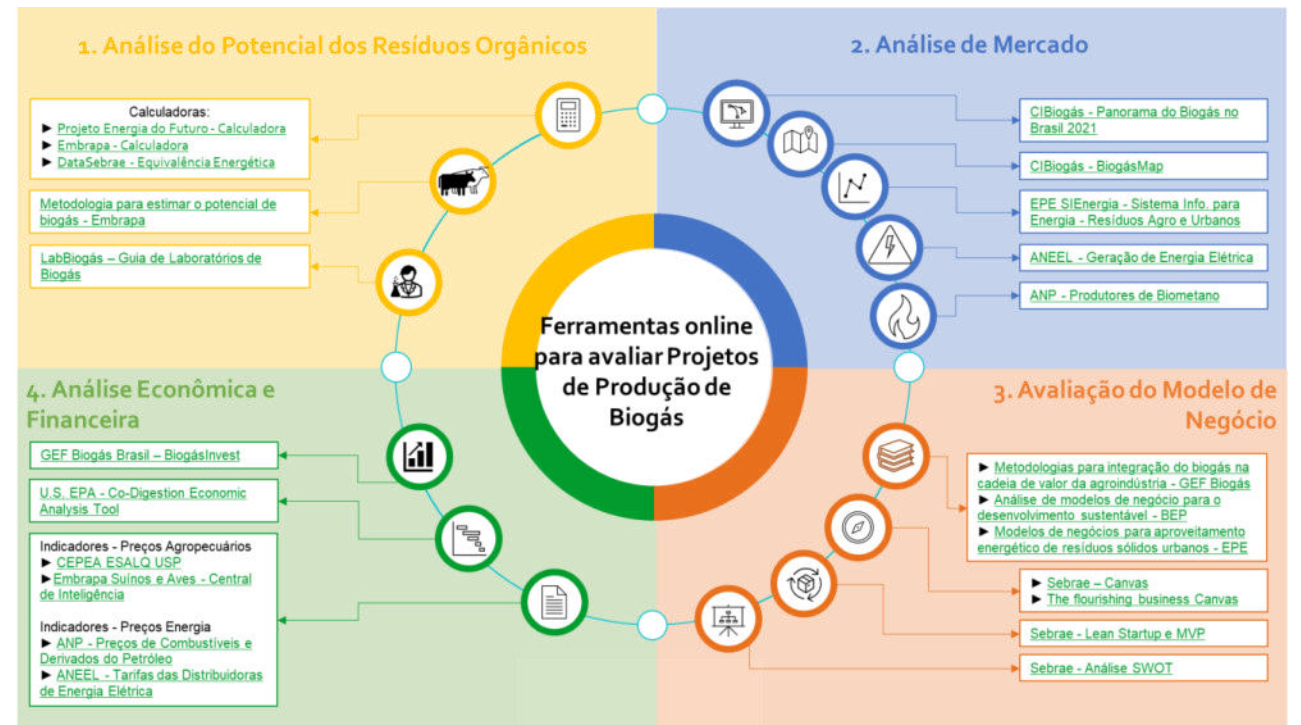 1. Análise do Potencial dos Resíduos Orgânicos
Calculadoras:
► Projeto Energia do Futuro - Calculadora
► Embrapa - Calculadora
► DataSebrae - Equivalência Energética
Metodologia para estimar o potencial de
biogás - Embrapa
LabBiogás – Guia de Laboratórios de
Biogás
2. Análise de Mercado
CIBiogás - Panorama do Biogás no
Brasil 2021
CIBiogás - BiogásMap
EPE SIEnergia - Sistema Info. para
Energia - Resíduos Agro e Urbanos
ANEEL - Geração de Energia Elétrica
ANP - Produtores de Biometano
Ferramentas online
para avaliar Projetos
de Produção de
Biogás
3. Avaliação do Modelo de
Negócio
► Metodologias para integração do biogás na
cadeia de valor da agroindústria - GEF Biogás
► Análise de modelos de negócio para o
desenvolvimento sustentável - BEP
► Modelos de negócios para aproveitamento
energético de resíduos sólidos urbanos - EPE
► Sebrae – Canvas
► The flourishing business Canvas
Sebrae - Lean Startup e MVP
Sebrae - Análise SWOT
4. Análise Econômica e
Financeira
GEF Biogás Brasil – BiogásInvest
U.S. EPA - Co-Digestion Economic
Analysis Tool
Indicadores - Preços Agropecuários
► CEPEA ESALQ USP
►Embrapa Suínos e Aves - Central
de Inteligência
Indicadores - Preços Energia
► ANP - Preços de Combustíveis e
Derivados do Petróleo
► ANEEL - Tarifas das Distribuidoras
de Energia Elétrica